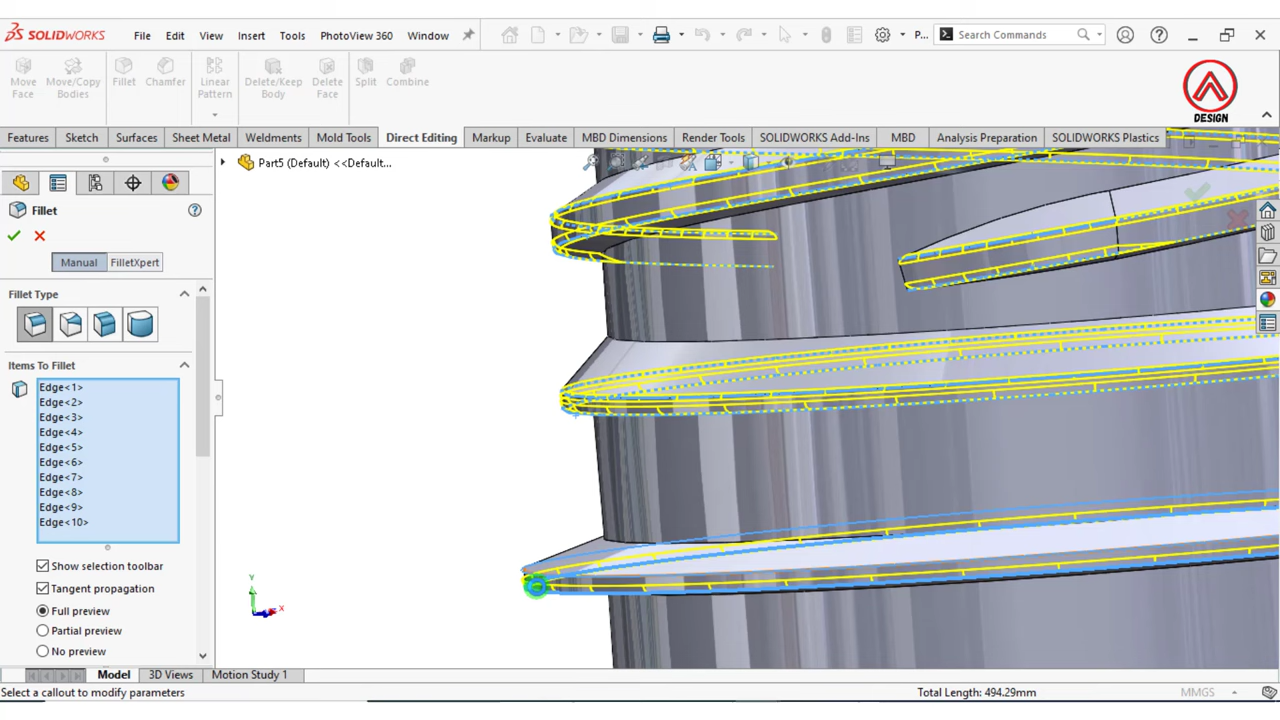 SOLIDWORKS File Edit View Insert Tools PhotoView 360 Window P... Search Commands
Move Face Move/Copy Bodies Fillet Chamfer Linear Pattern Delete/Keep Body Delete Face Split Combine
DESIGN
Features Sketch Surfaces Sheet Metal Weldments Mold Tools Direct Editing Markup Evaluate MBD Dimensions Render Tools SOLIDWORKS Add-Ins MBD Analysis Preparation SOLIDWORKS Plastics
Part5 (Default) <<Default...
Fillet
Manual FilletXpert
Fillet Type
Items To Fillet
Edge<1>
Edge<2>
Edge<3>
Edge<4>
Edge<5>
Edge<6>
Edge<7>
Edge<8>
Edge<9>
Edge<10>
Show selection toolbar
Tangent propagation
Full preview
Partial preview
No preview
Y
X
Model 3D Views Motion Study 1
Select a callout to modify parameters Total Length: 494.29mm MMGS